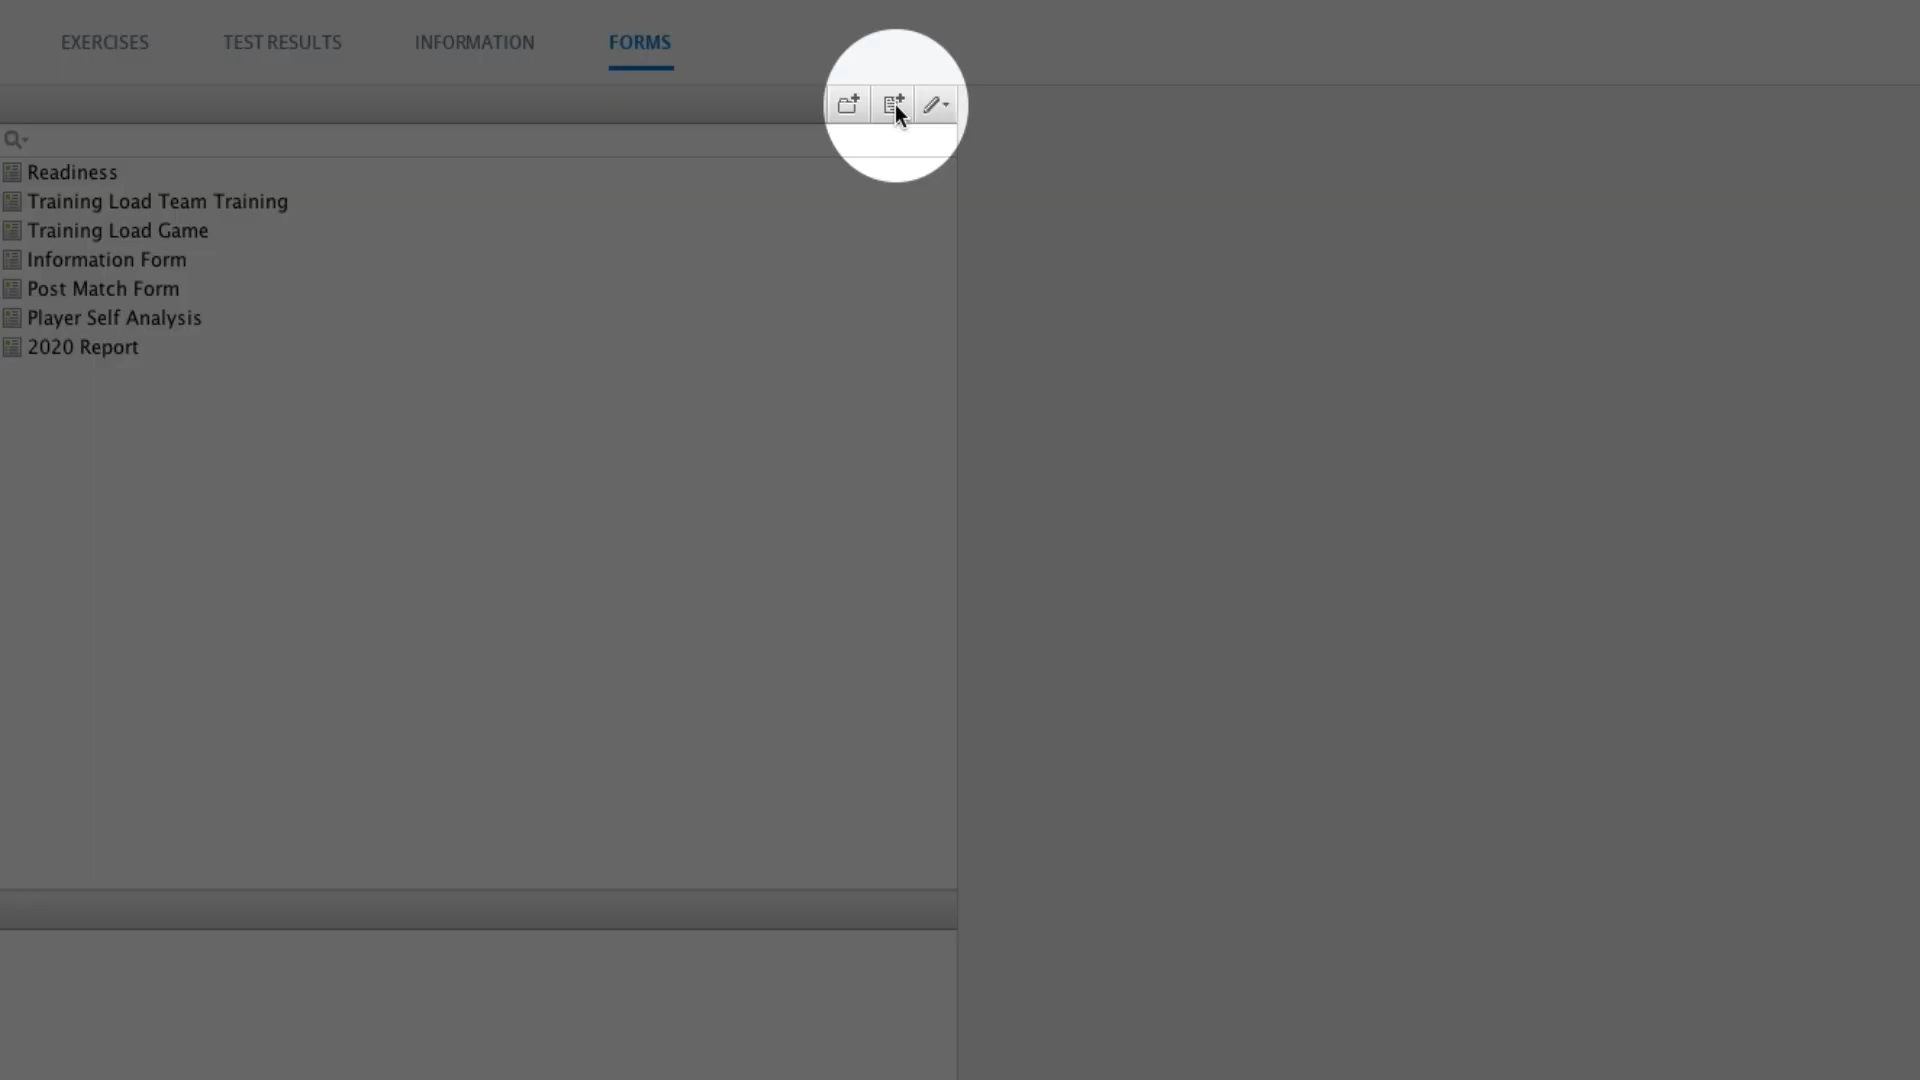 EXERCISES TEST RESULTS INFORMATION FORMS
Readiness
Training Load Team Training
Training Load Game
Information Form
Post Match Form
Player Self Analysis
2020 Report